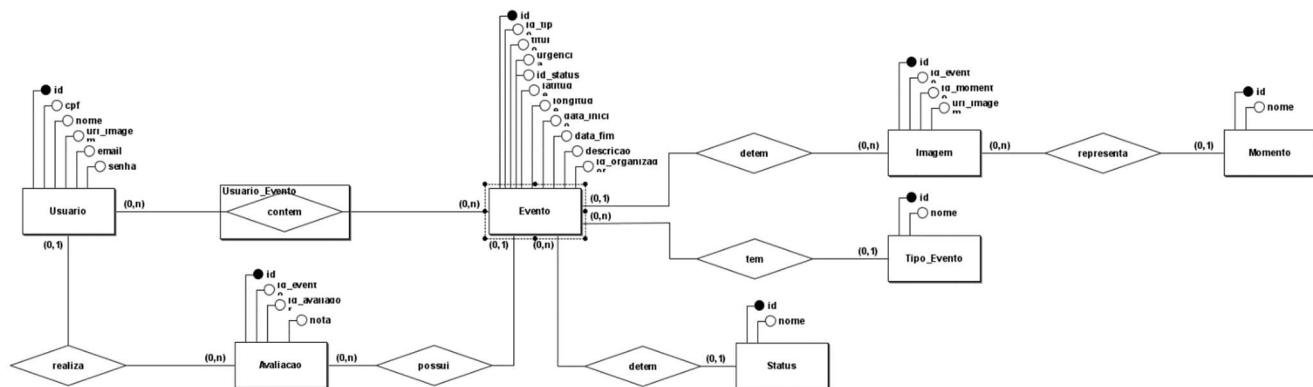 id
id_tip
o
titul
o
urgenci
a
id_status
latitud
e
longitud
e
data_inici
o
data_fim
descricao
id_organizad
or
id
cpf
nome
url_image
m
email
senha
id
id_event
o
id_moment
o
url_image
m
id
nome
Usuario
(0,n)
Usuario_Evento
contem
(0,n)
Evento
(0,1)
(0,n)
detem
(0,n)
Imagem
(0,n)
representa
(0,1)
Momento
id
nome
(0,1)
(0,1)
(0,n)
tem
(0,1)
Tipo_Evento
id
id_event
o
id_avaliado
r
nota
id
nome
realiza
(0,n)
Avaliacao
(0,n)
possui
detem
(0,1)
Status